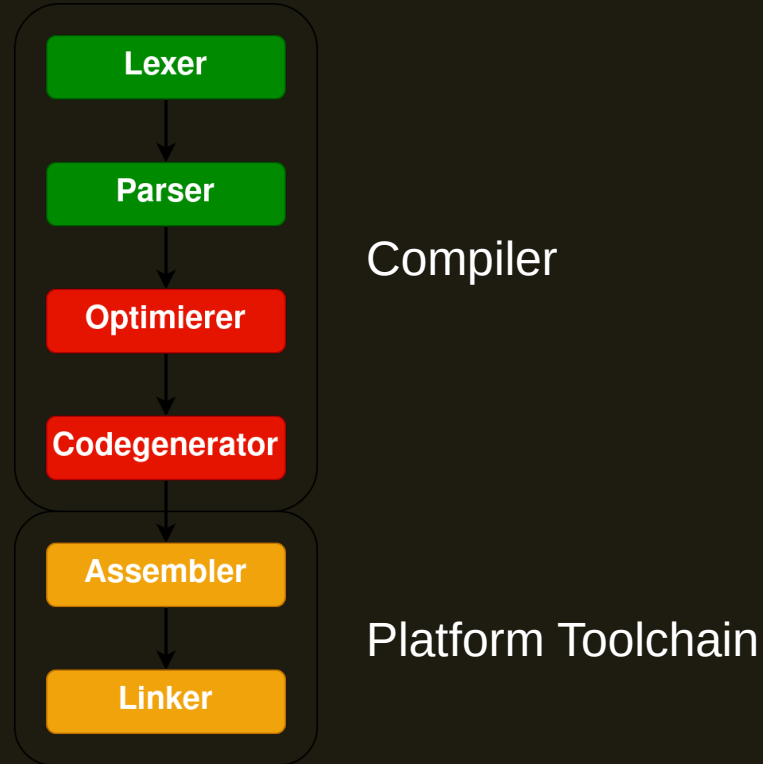 Lexer
Parser
Compiler
Optimierer
Codegenerator
Assembler
Platform Toolchain
Linker